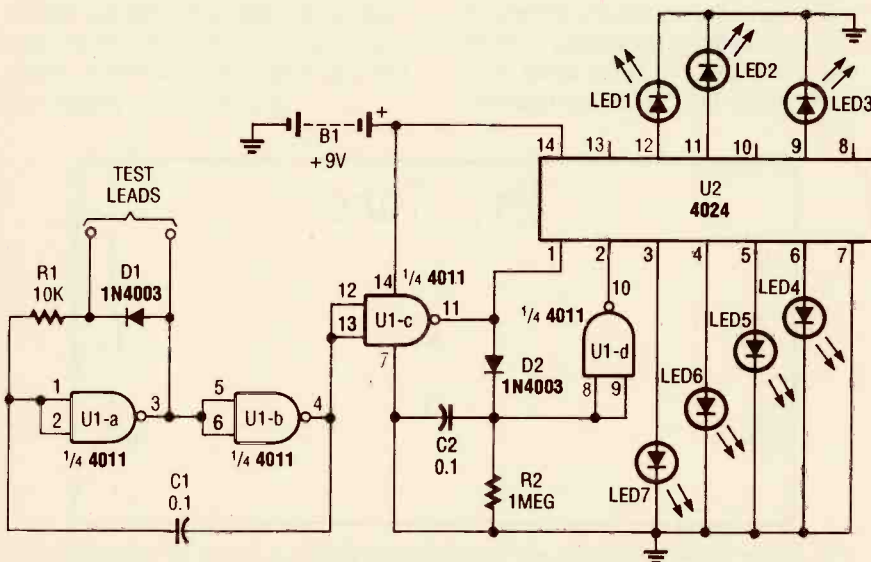 LED1
LED2
LED3
+
B1
+9V
14 13 12 11 10 9 8
U2
4024
1 2 3 4 5 6 7
TEST
LEADS
R1
10K
D1
1N4003
14
1/4 4011
12
13
U1-c
11
7
10
1/4 4011
U1-d
8 9
D2
1N4003
LED4
LED5
LED6
LED7
1
2
U1-a
3
1/4 4011
5
6
U1-b
4
1/4 4011
C2
0.1
R2
1MEG
C1
0.1